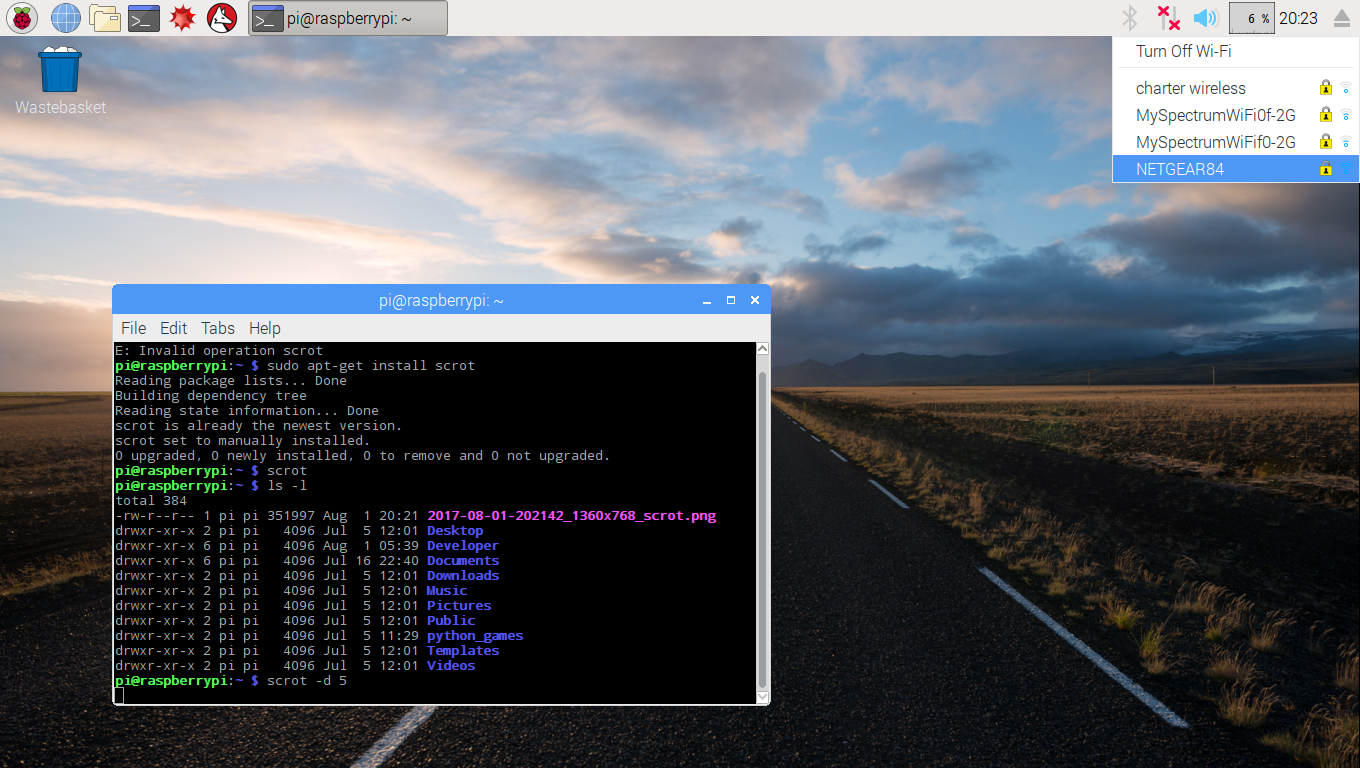 pi@raspberrypi: ~
6 %
20:23
Turn Off Wi-Fi
charter wireless
MySpectrumWiFi0f-2G
MySpectrumWiFif0-2G
NETGEAR84
Wastebasket
pi@raspberrypi: ~
File Edit Tabs Help
E: Invalid operation scrot
pi@raspberrypi:~ $ sudo apt-get install scrot
Reading package lists... Done
Building dependency tree
Reading state information... Done
scrot is already the newest version.
scrot set to manually installed.
0 upgraded, 0 newly installed, 0 to remove and 0 not upgraded.
pi@raspberrypi:~ $ scrot
pi@raspberrypi:~ $ ls -l
total 384
-rw-r--r-- 1 pi pi 351997 Aug  1 20:21 2017-08-01-202142_1360x768_scrot.png
drwxr-xr-x 2 pi pi   4096 Jul  5 12:01 Desktop
drwxr-xr-x 6 pi pi   4096 Aug  1 05:39 Developer
drwxr-xr-x 6 pi pi   4096 Jul 16 22:40 Documents
drwxr-xr-x 2 pi pi   4096 Jul  5 12:01 Downloads
drwxr-xr-x 2 pi pi   4096 Jul  5 12:01 Music
drwxr-xr-x 2 pi pi   4096 Jul  5 12:01 Pictures
drwxr-xr-x 2 pi pi   4096 Jul  5 12:01 Public
drwxr-xr-x 2 pi pi   4096 Jul  5 11:29 python_games
drwxr-xr-x 2 pi pi   4096 Jul  5 12:01 Templates
drwxr-xr-x 2 pi pi   4096 Jul  5 12:01 Videos
pi@raspberrypi:~ $ scrot -d 5